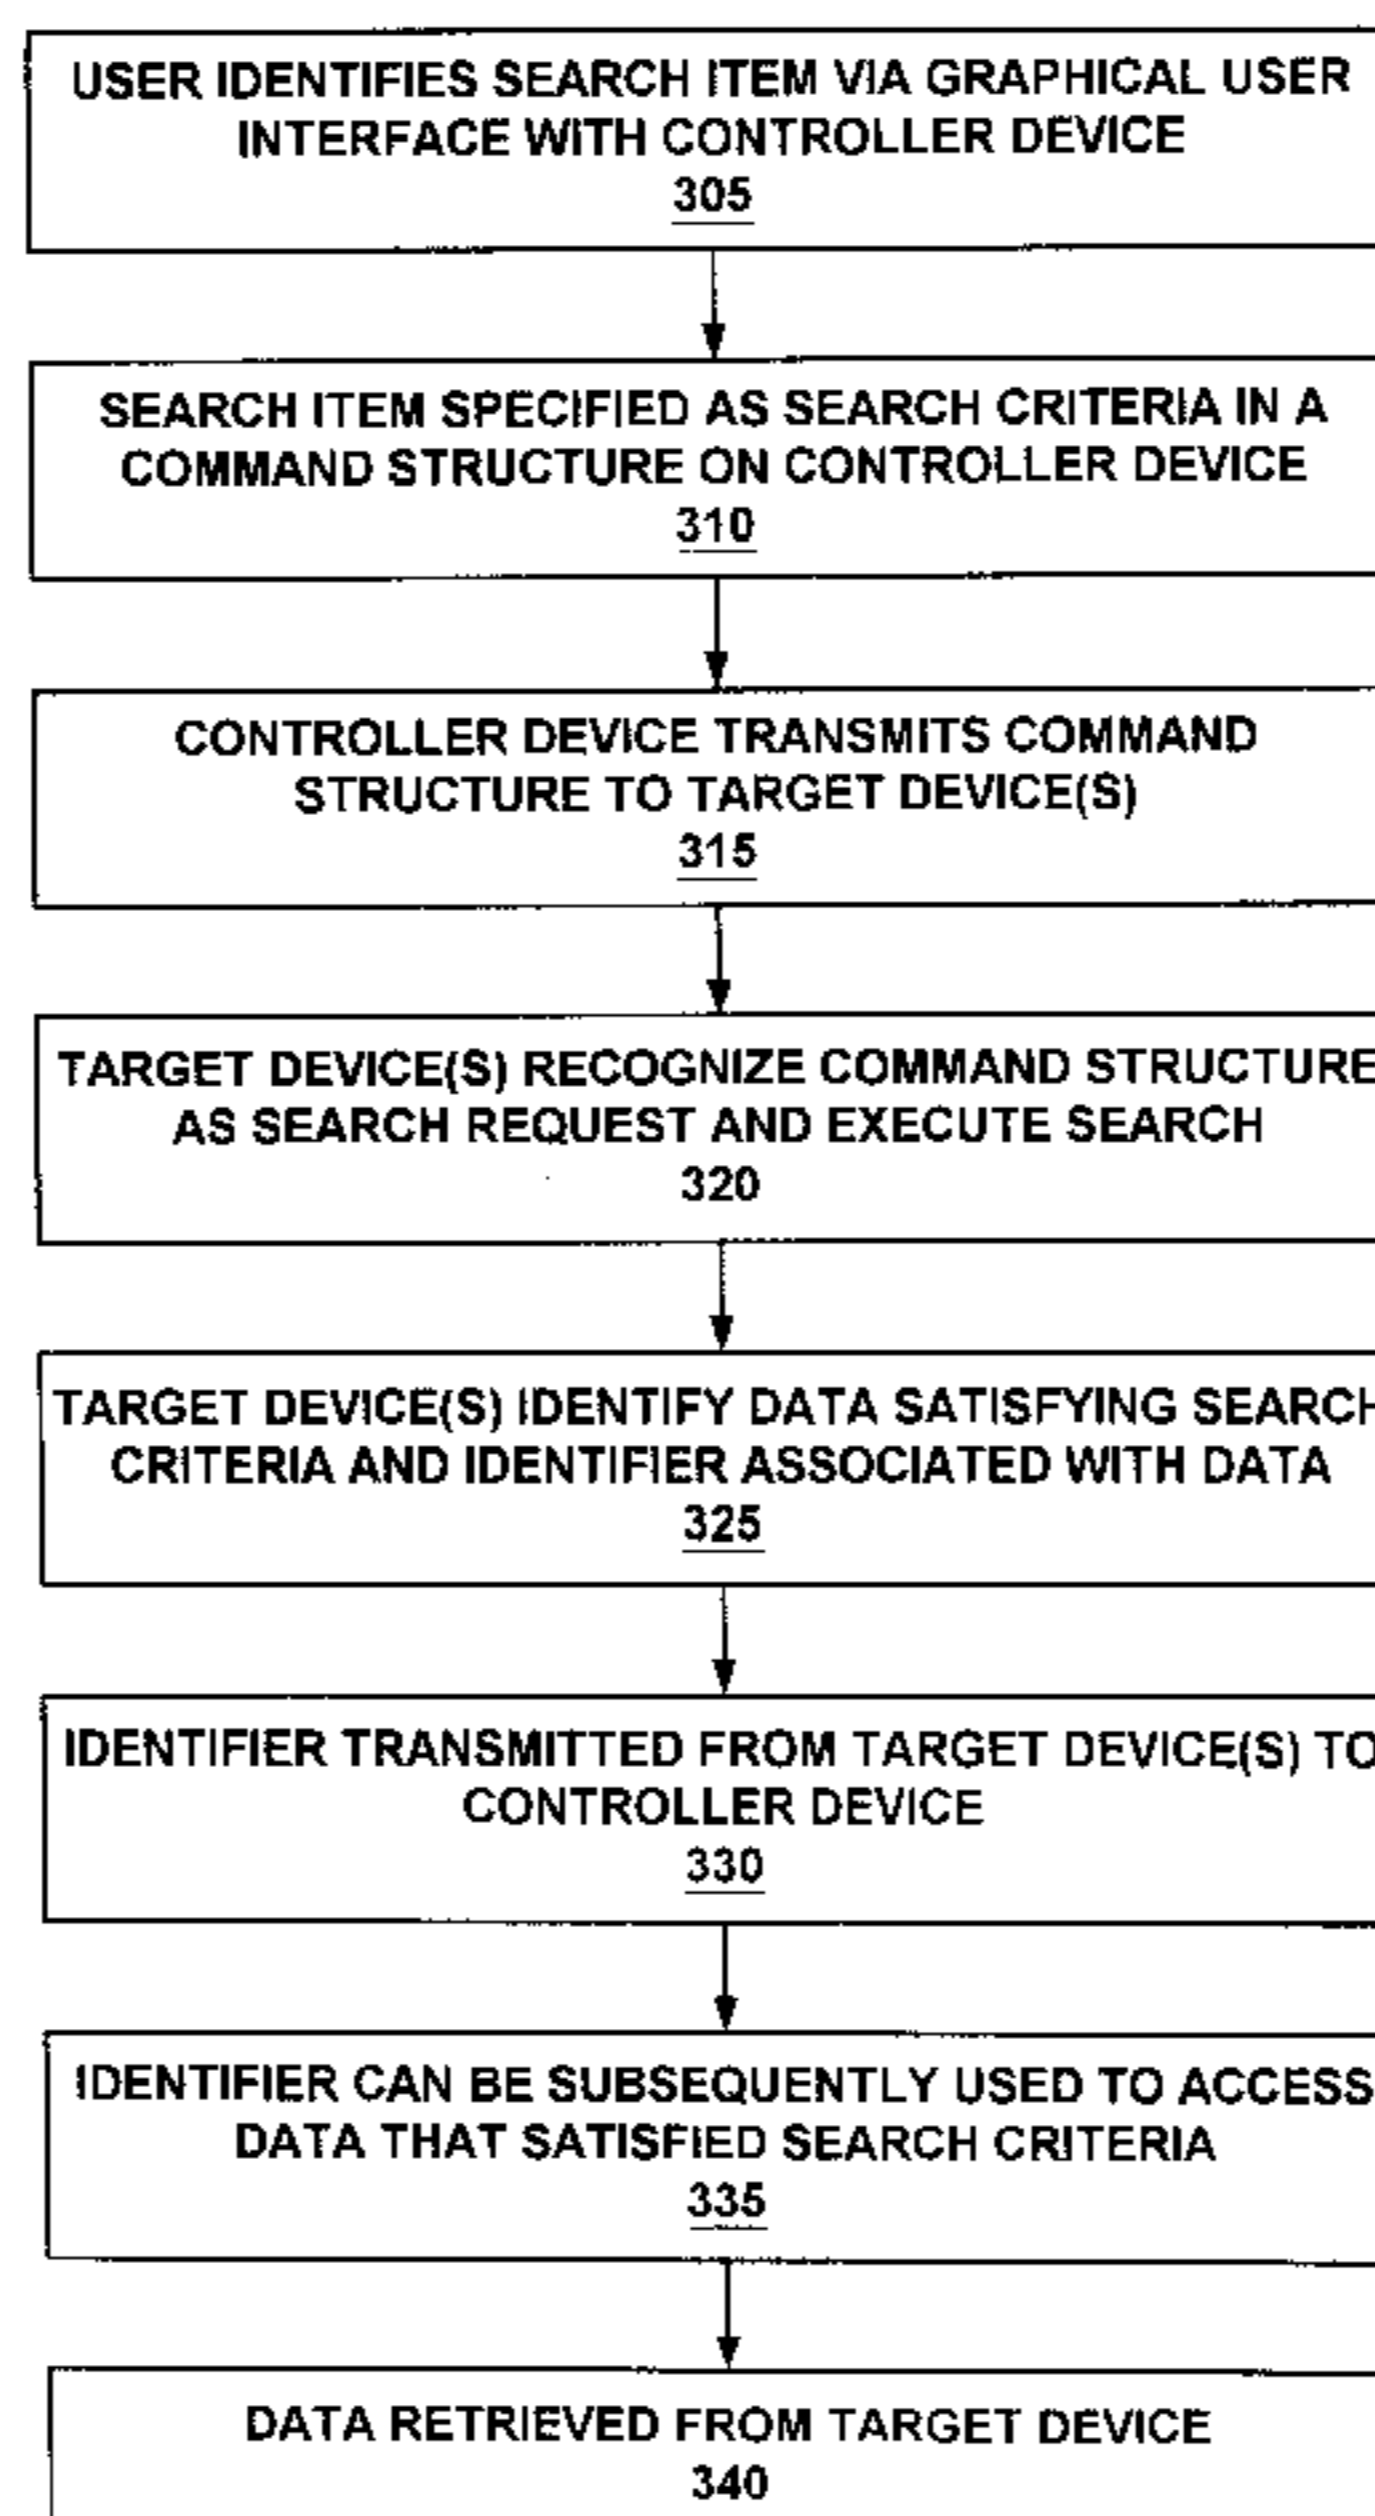 USER IDENTIFIES SEARCH ITEM VIA GRAPHICAL USER
INTERFACE WITH CONTROLLER DEVICE
305
SEARCH ITEM SPECIFIED AS SEARCH CRITERIA IN A
COMMAND STRUCTURE ON CONTROLLER DEVICE
310
CONTROLLER DEVICE TRANSMITS COMMAND
STRUCTURE TO TARGET DEVICE(S)
315
TARGET DEVICE(S) RECOGNIZE COMMAND STRUCTURE
AS SEARCH REQUEST AND EXECUTE SEARCH
320
TARGET DEVICE(S) IDENTIFY DATA SATISFYING SEARCH
CRITERIA AND IDENTIFIER ASSOCIATED WITH DATA
325
IDENTIFIER TRANSMITTED FROM TARGET DEVICE(S) TO
CONTROLLER DEVICE
330
IDENTIFIER CAN BE SUBSEQUENTLY USED TO ACCESS
DATA THAT SATISFIED SEARCH CRITERIA
335
DATA RETRIEVED FROM TARGET DEVICE
340